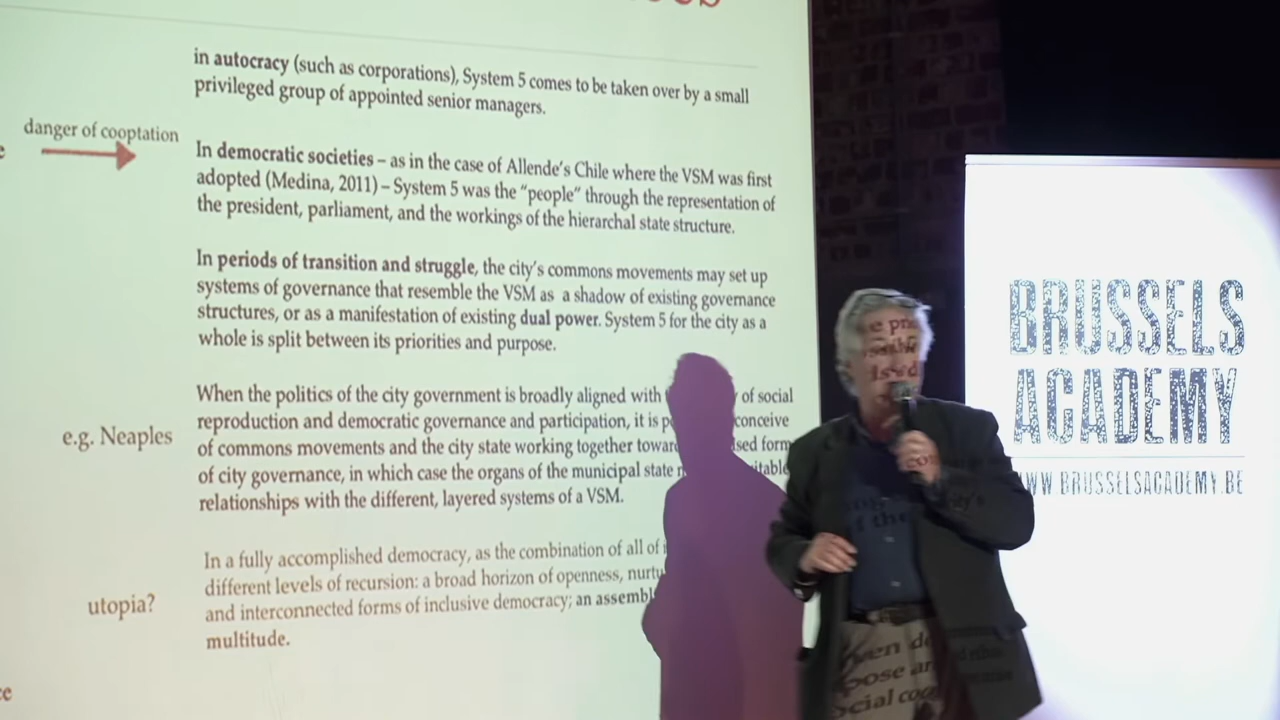 in autocracy (such as corporations), System 5 comes to be taken over by a small
privileged group of appointed senior managers.
danger of cooptation
In democratic societies – as in the case of Allende's Chile where the VSM was first
adopted (Medina, 2011) – System 5 was the "people" through the representation of
the president, parliament, and the workings of the hierarchal state structure.
In periods of transition and struggle, the city's commons movements may set up
systems of governance that resemble the VSM as a shadow of existing governance
structures, or as a manifestation of existing dual power. System 5 for the city as a
whole is split between its priorities and purpose.
e.g. Neaples
When the politics of the city government is broadly aligned with of social
reproduction and democratic governance and participation, it is conceive
of commons movements and the city state working together form
of city governance, in which case the organs of the municipal state
relationships with the different, layered systems of a VSM.
utopia?
In a fully accomplished democracy, as the combination of all of
different levels of recursion: a broad horizon of openness,
and interconnected forms of inclusive democracy; an
multitude.
BRUSSELS
ACADEMY
WW.BRUSSELSACADEMY.BE